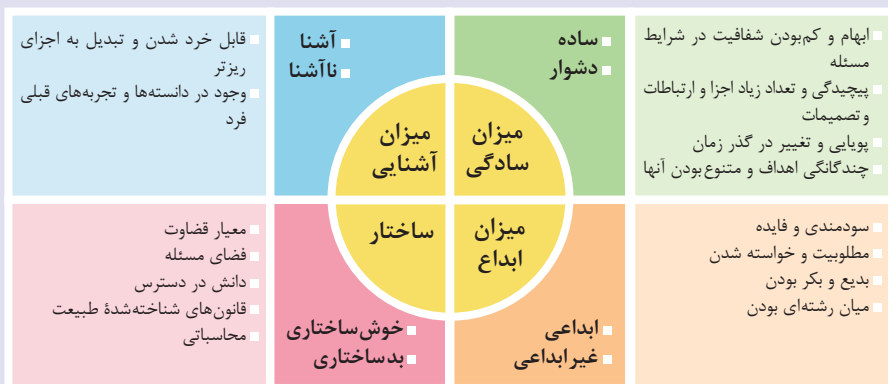 ابهام و کم‌بودن شفافیت در شرایط
مسئله
پیچیدگی و تعداد زیاد اجزا و ارتباطات
و تصمیمات
پویایی و تغییر در گذر زمان
چندگانگی اهداف و متنوع‌بودن آنها
ساده
دشوار
میزان
سادگی
آشنا
ناآشنا
میزان
آشنایی
قابل خرد شدن و تبدیل به اجزای
ریزتر
وجود در دانسته‌ها و تجربه‌های قبلی
فرد
سودمندی و فایده
مطلوبیت و خواسته شدن
بدیع و بکر بودن
میان رشته‌ای بودن
میزان
ابداع
ابداعی
غیرابداعی
ساختار
خوش‌ساختاری
بدساختاری
معیار قضاوت
فضای مسئله
دانش در دسترس
قانون‌های شناخته‌شدهٔ طبیعت
محاسباتی